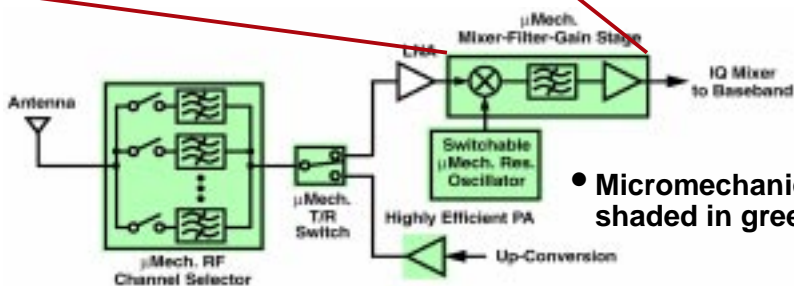 μMech.
Mixer-Filter-Gain Stage
LNA
IQ Mixer
to Baseband
Antenna
Switchable
μMech. Res.
Oscillator
μMech.
T/R
Switch
Highly Efficient PA
Up-Conversion
μMech. RF
Channel Selector
• Micromechanic
shaded in gree